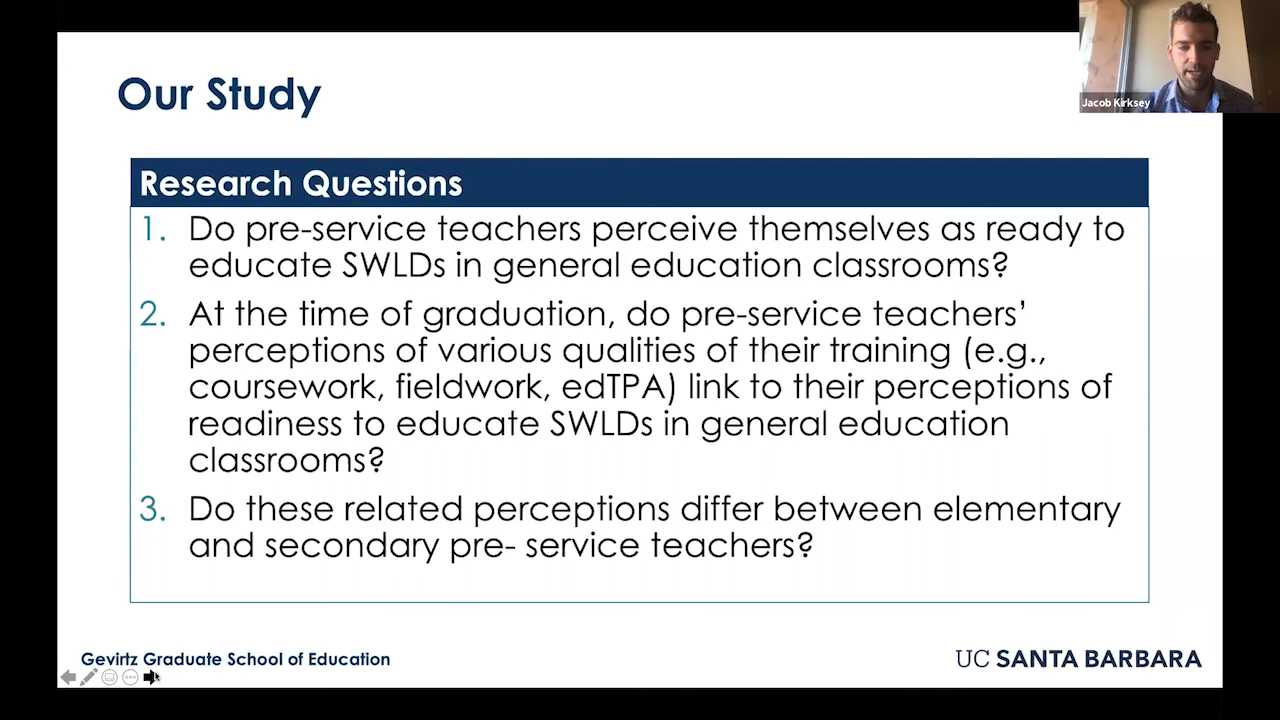 Jacob Kirksey
Our Study
Research Questions
1. Do pre-service teachers perceive themselves as ready to
educate SWLDs in general education classrooms?
2. At the time of graduation, do pre-service teachers’
perceptions of various qualities of their training (e.g.,
coursework, fieldwork, edTPA) link to their perceptions of
readiness to educate SWLDs in general education
classrooms?
3. Do these related perceptions differ between elementary
and secondary pre- service teachers?
Gevirtz Graduate School of Education
UC SANTA BARBARA